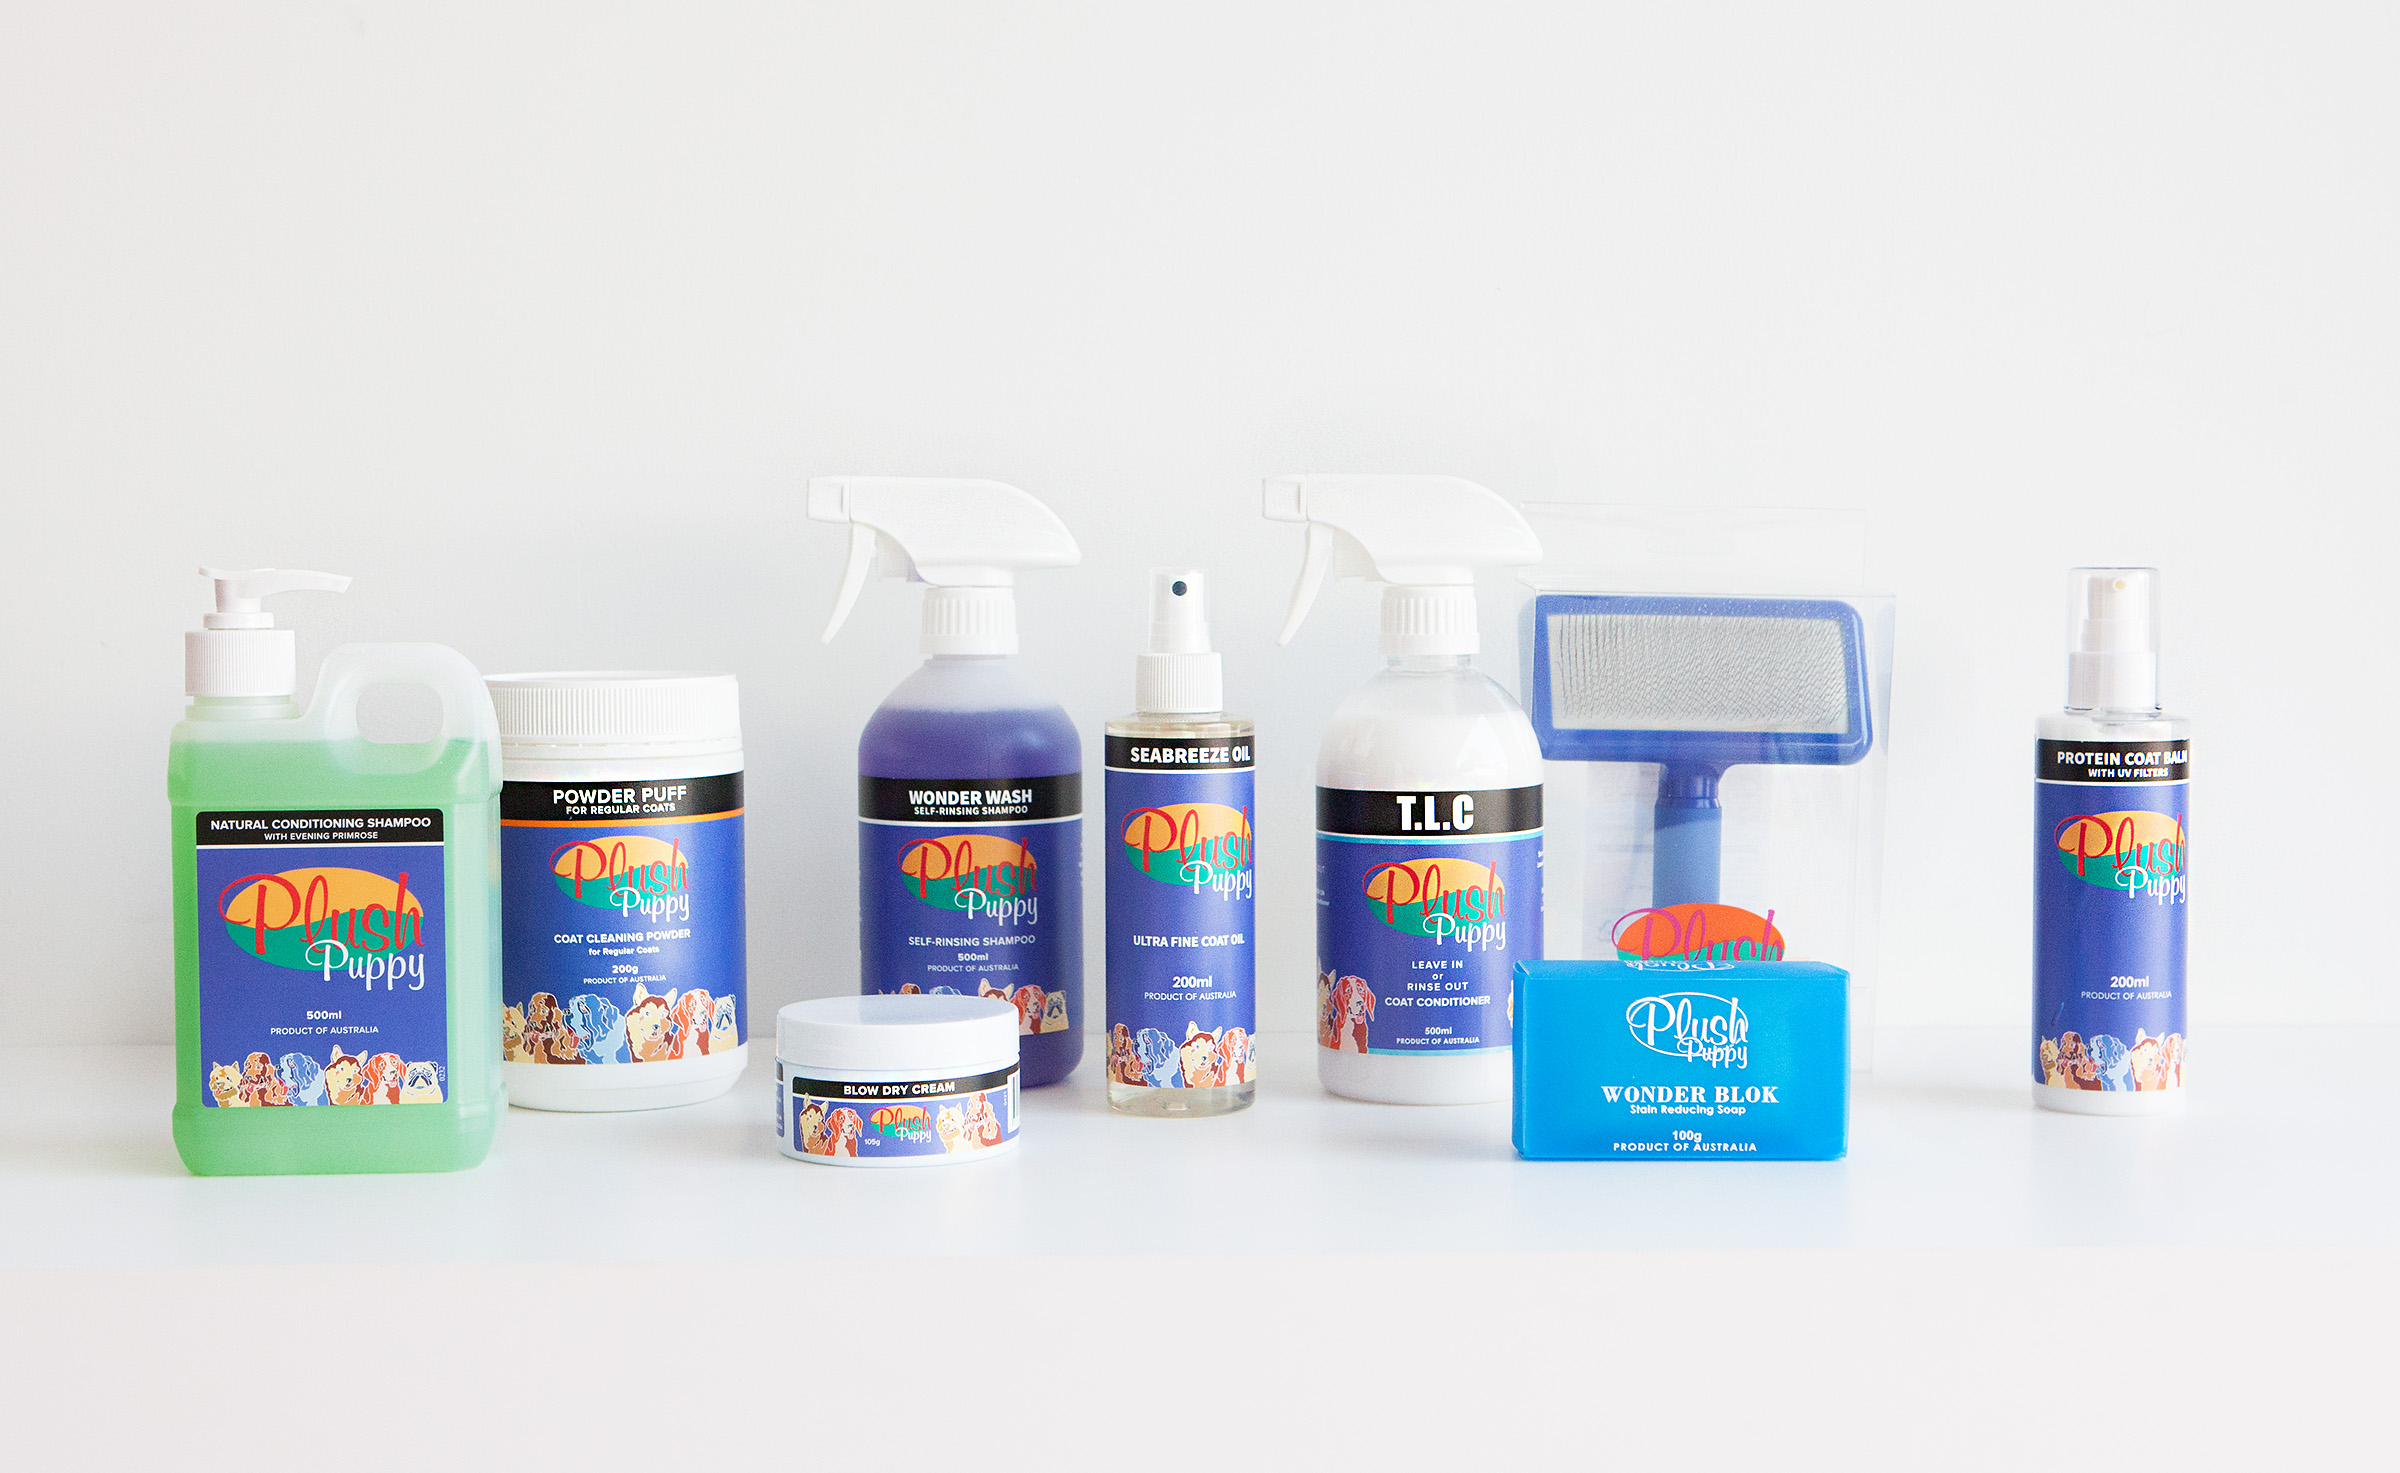 NATURAL CONDITIONING SHAMPOO
WITH EVENING PRIMROSE
Plush
Puppy
500ml
PRODUCT OF AUSTRALIA
0232
POWDER PUFF
FOR REGULAR COATS
Plush
Puppy
COAT CLEANING POWDER
for Regular Coats
200g
PRODUCT OF AUSTRALIA
WONDER WASH
SELF-RINSING SHAMPOO
Plush
Puppy
SELF-RINSING SHAMPOO
500ml
PRODUCT OF AUSTRALIA
BLOW DRY CREAM
Plush
Puppy
105g
SEABREEZE OIL
Plush
Puppy
ULTRA FINE COAT OIL
200ml
PRODUCT OF AUSTRALIA
T.L.C
Plush
Puppy
LEAVE IN
or
RINSE OUT
COAT CONDITIONER
500ml
PRODUCT OF AUSTRALIA
Plush
Plush
Puppy
WONDER BLOK
Stain Reducing Soap
100g
PRODUCT OF AUSTRALIA
PROTEIN COAT BALM
WITH UV FILTERS
Plush
Puppy
200ml
PRODUCT OF AUSTRALIA